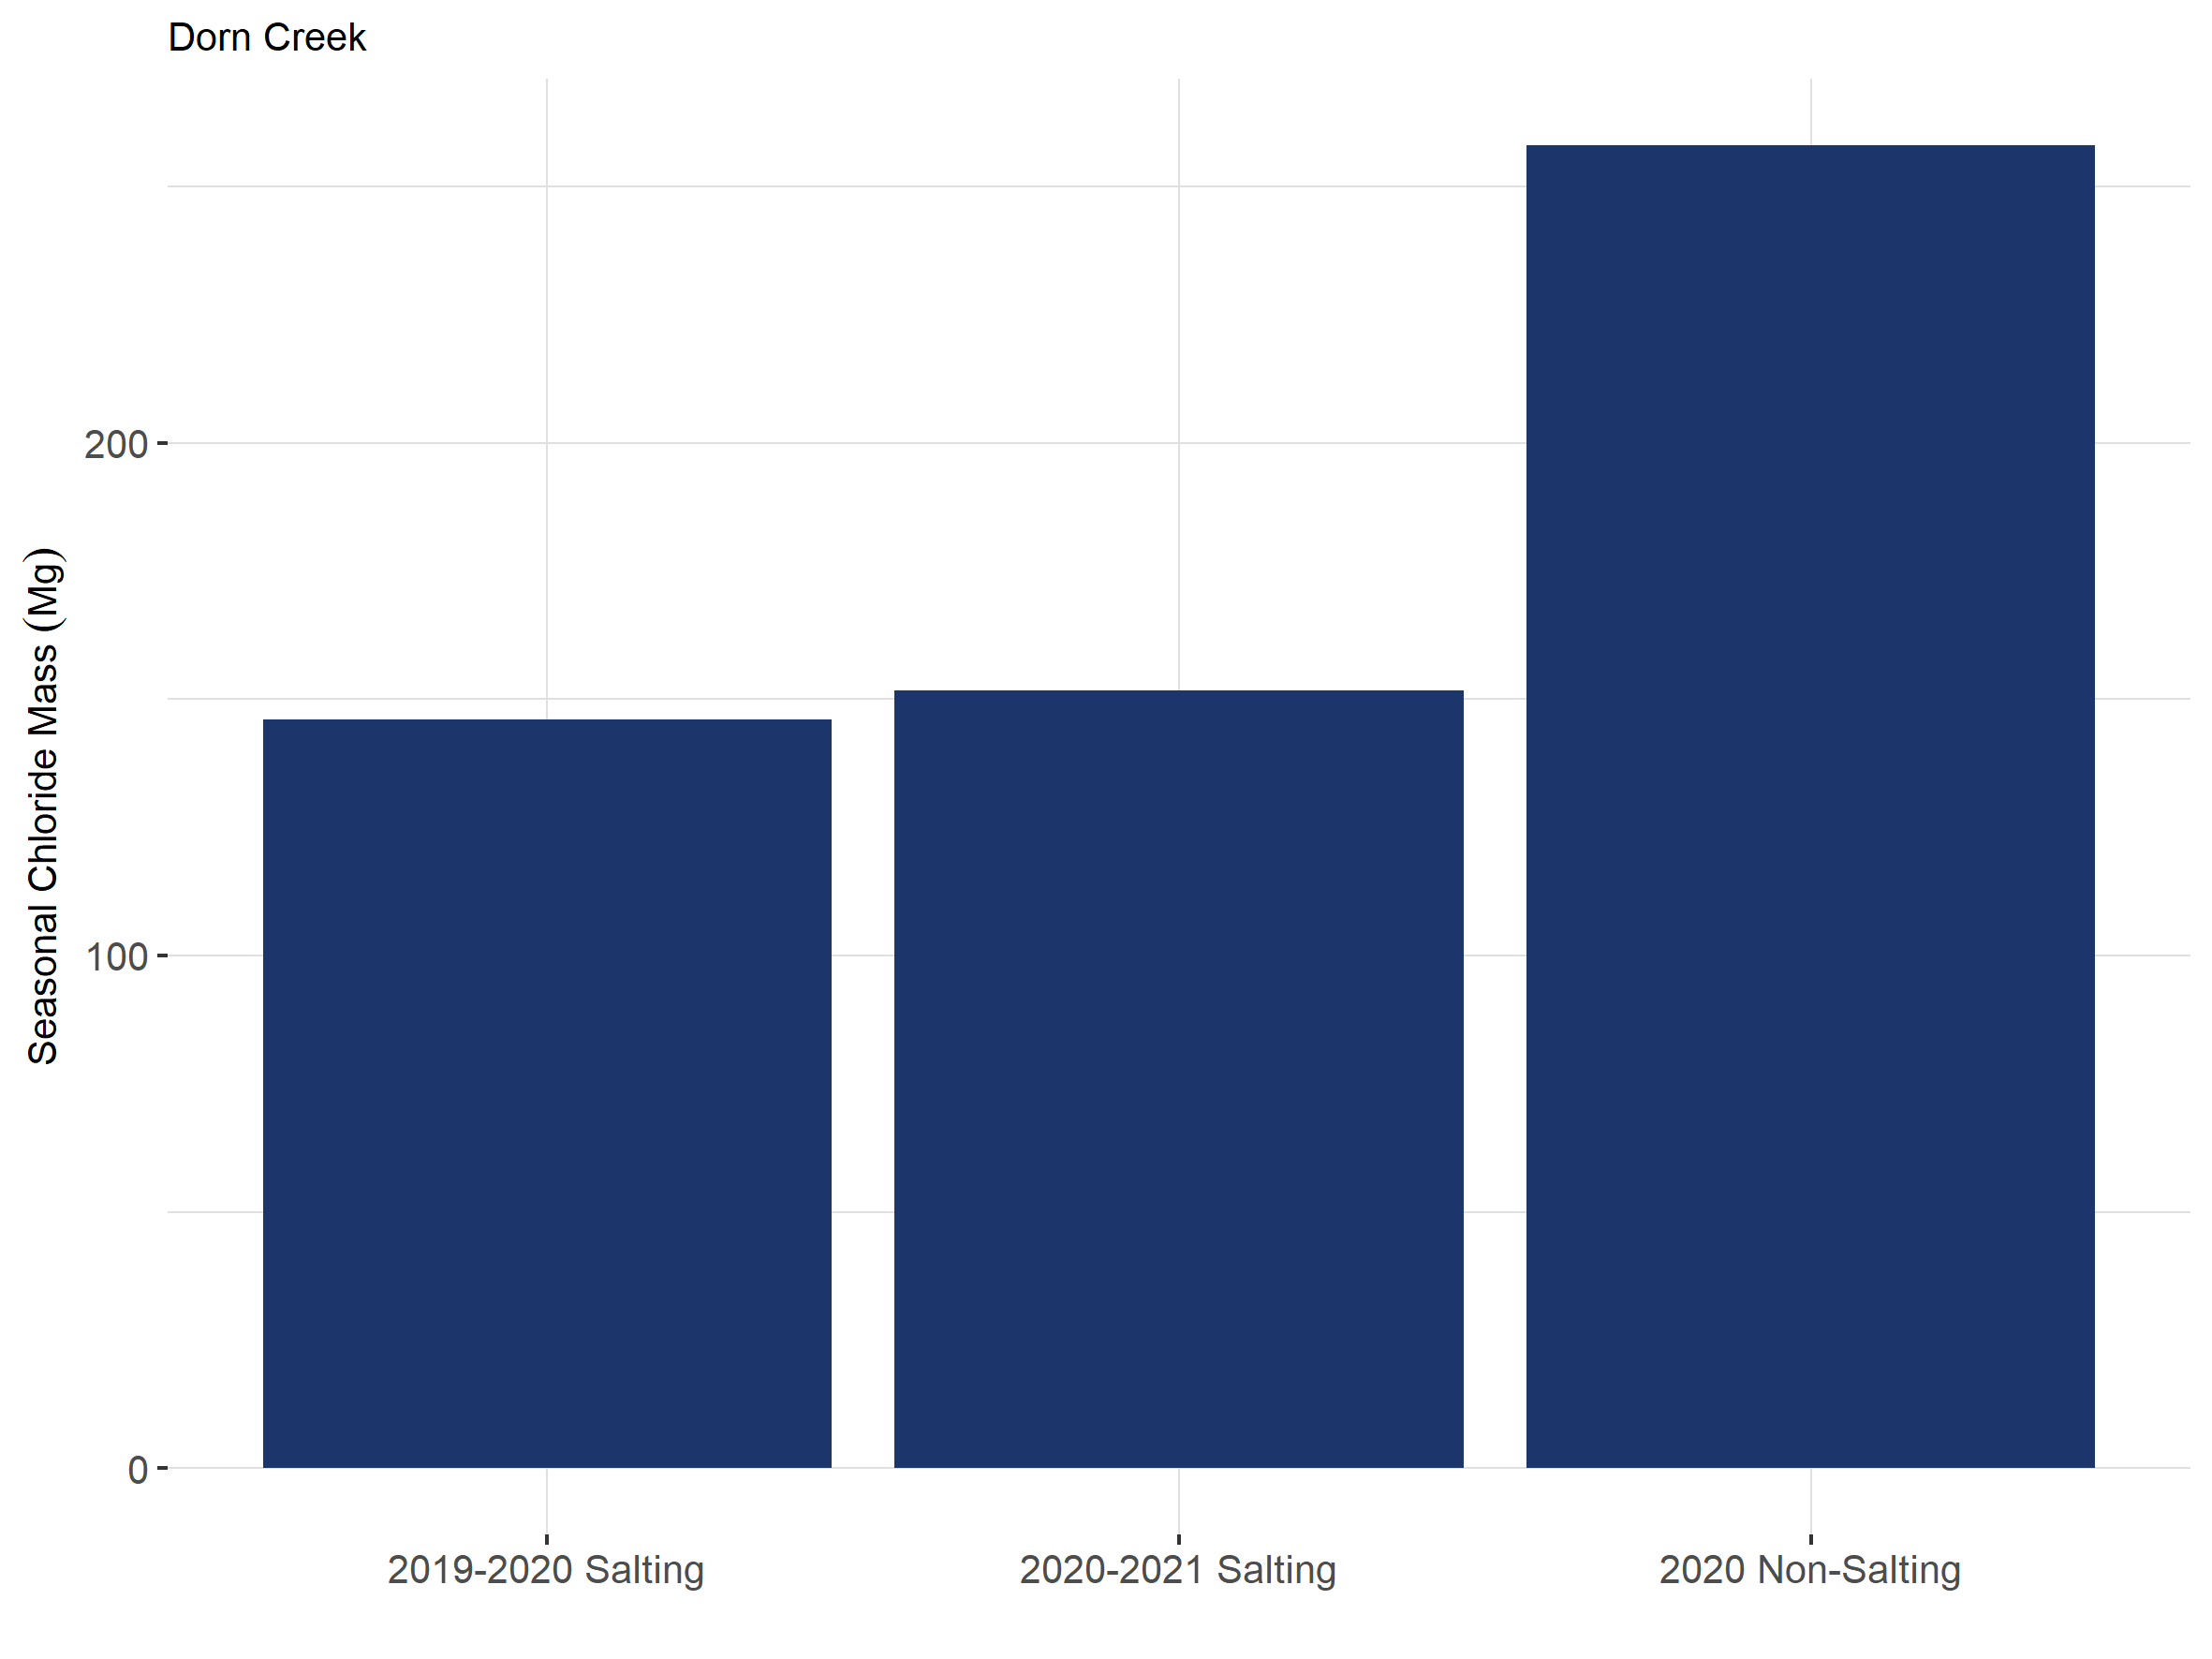 Dorn Creek
Seasonal Chloride Mass (Mg)
200
100
0
2019-2020 Salting
2020-2021 Salting
2020 Non-Salting